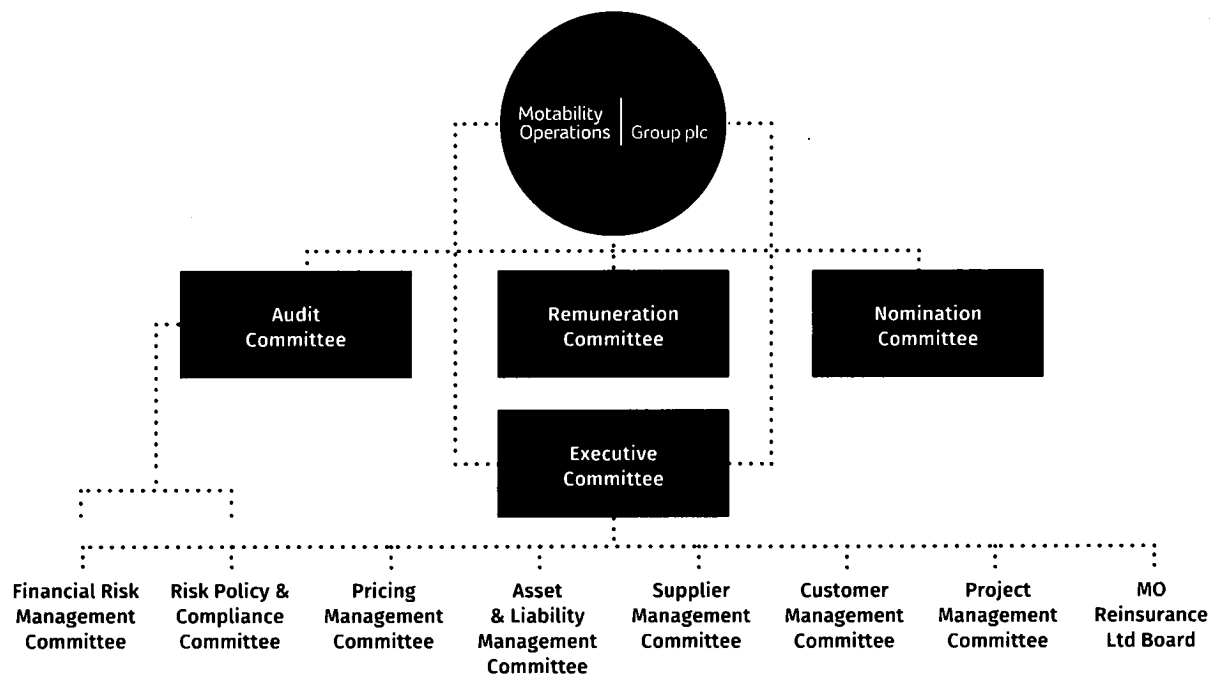 Motability
Operations
Group plc
Audit
Committee
Remuneration
Committee
Nomination
Committee
Executive
Committee
Financial Risk
Management
Committee
Risk Policy &
Compliance
Committee
Pricing
Management
Committee
Asset
& Liability
Management
Committee
Supplier
Management
Committee
Customer
Management
Committee
Project
Management
Committee
MO
Reinsurance
Ltd Board